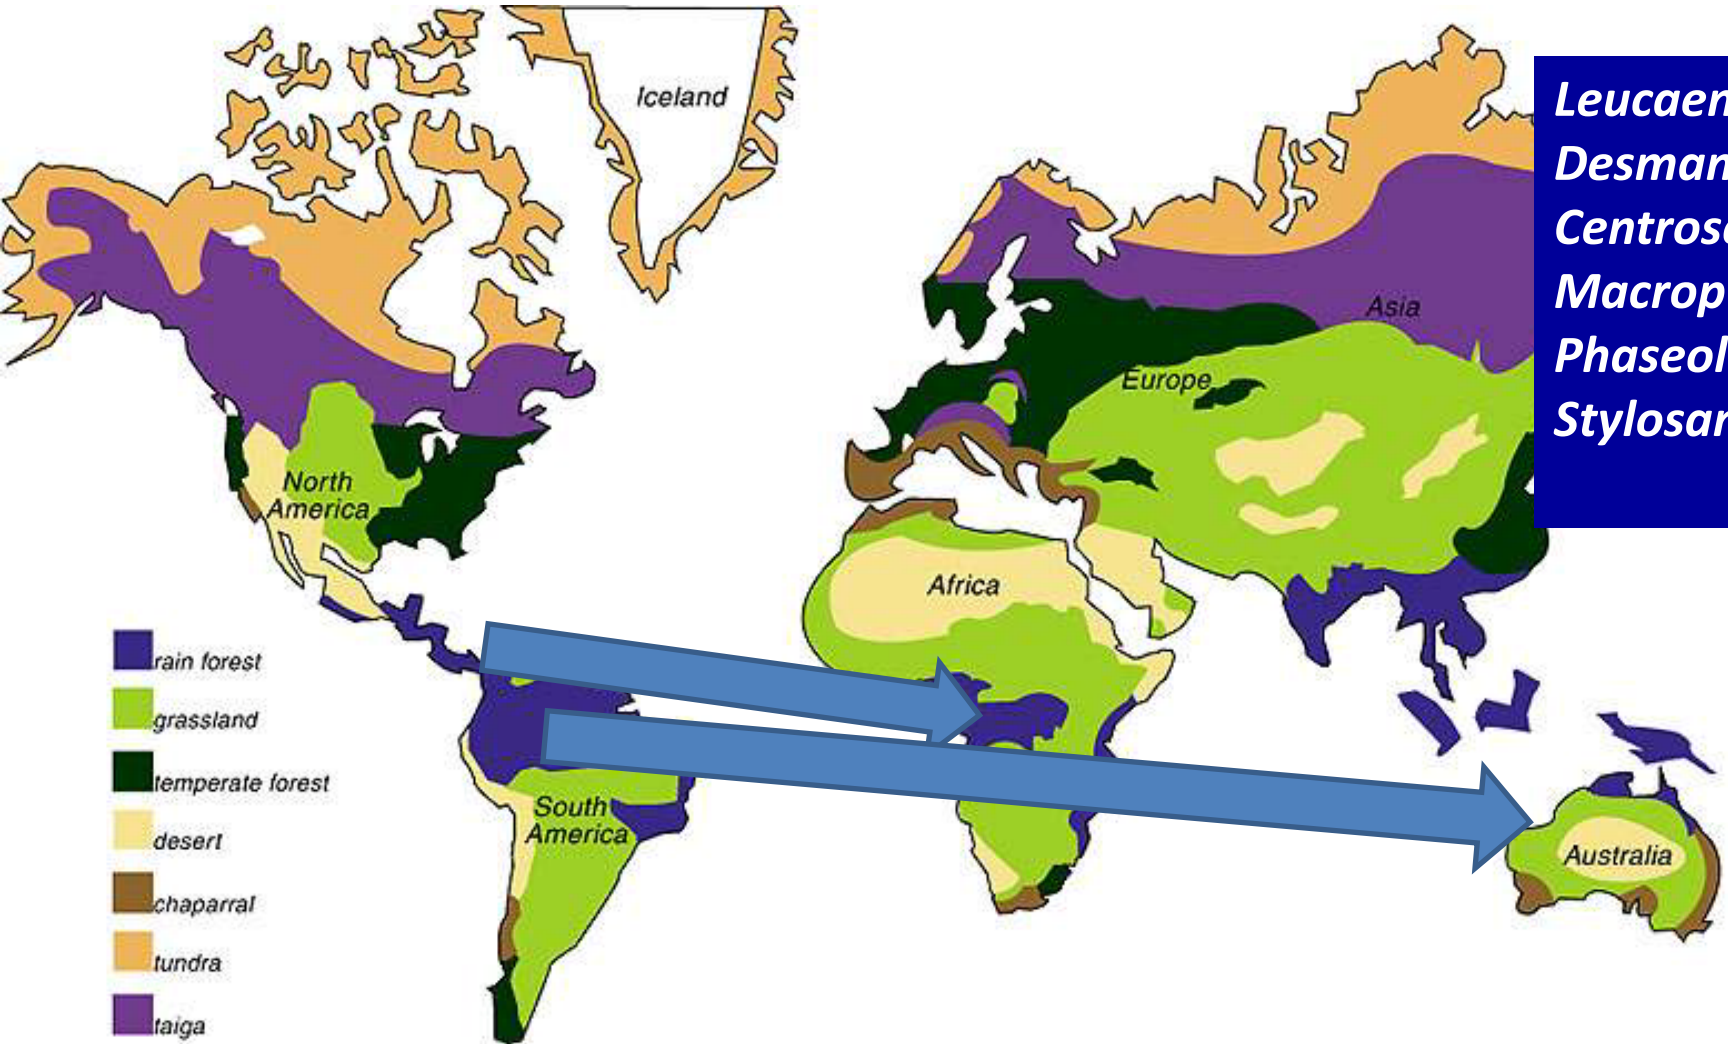 Iceland
Leucaen
Desman
Centrosa
Macrop
Phaseol
Stylosan
Asia
Europe
North
America
Africa
rain forest
grassland
temperate forest
desert
chaparral
tundra
taiga
South
America
Australia